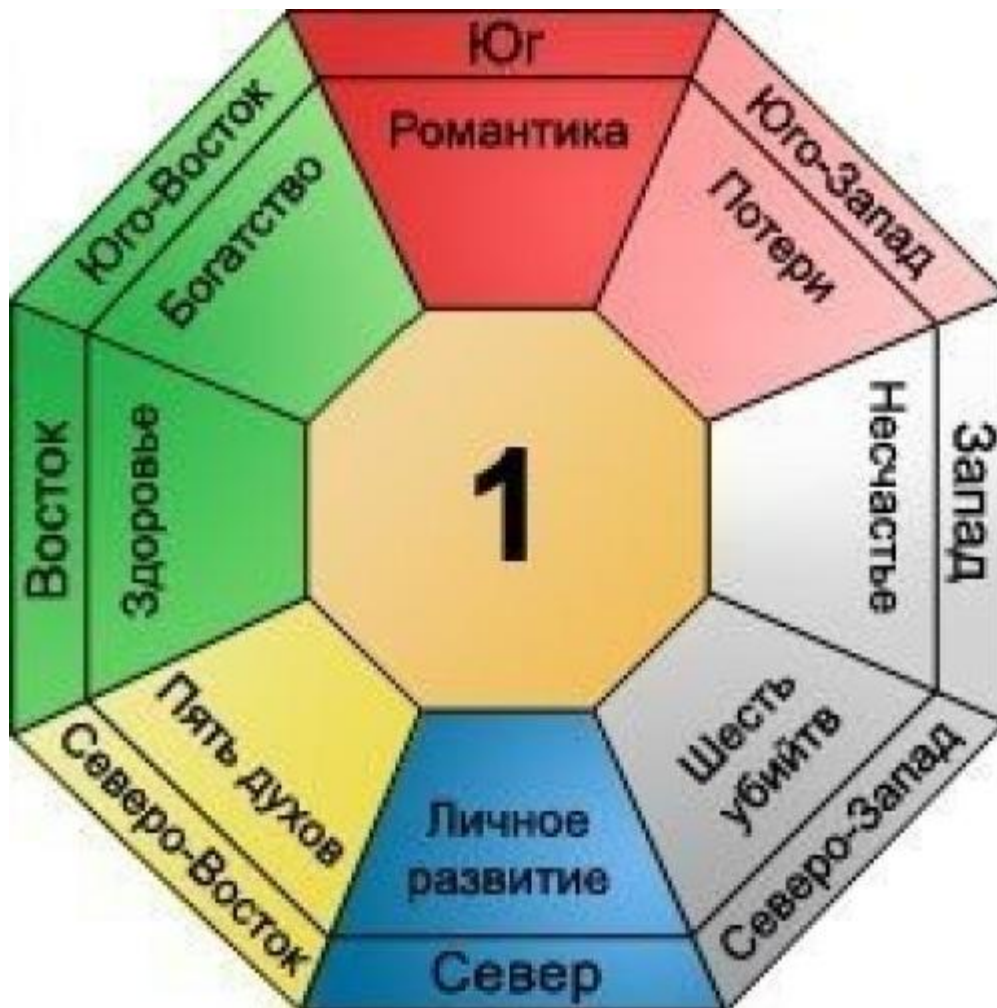 Юг
Романтика
Юго-Запад
Потери
Запад
Несчастье
Северо-Запад
Шесть
убийтв
Север
Личное
развитие
Северо-Восток
Пять духов
Восток
Здоровье
Юго-Восток
Богатство
1